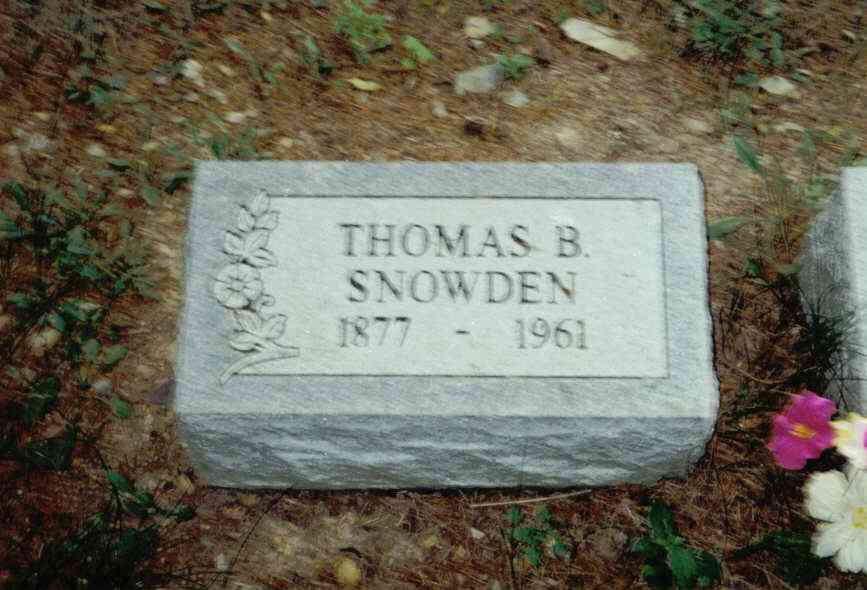 THOMAS B.
SNOWDEN
1877 - 1961